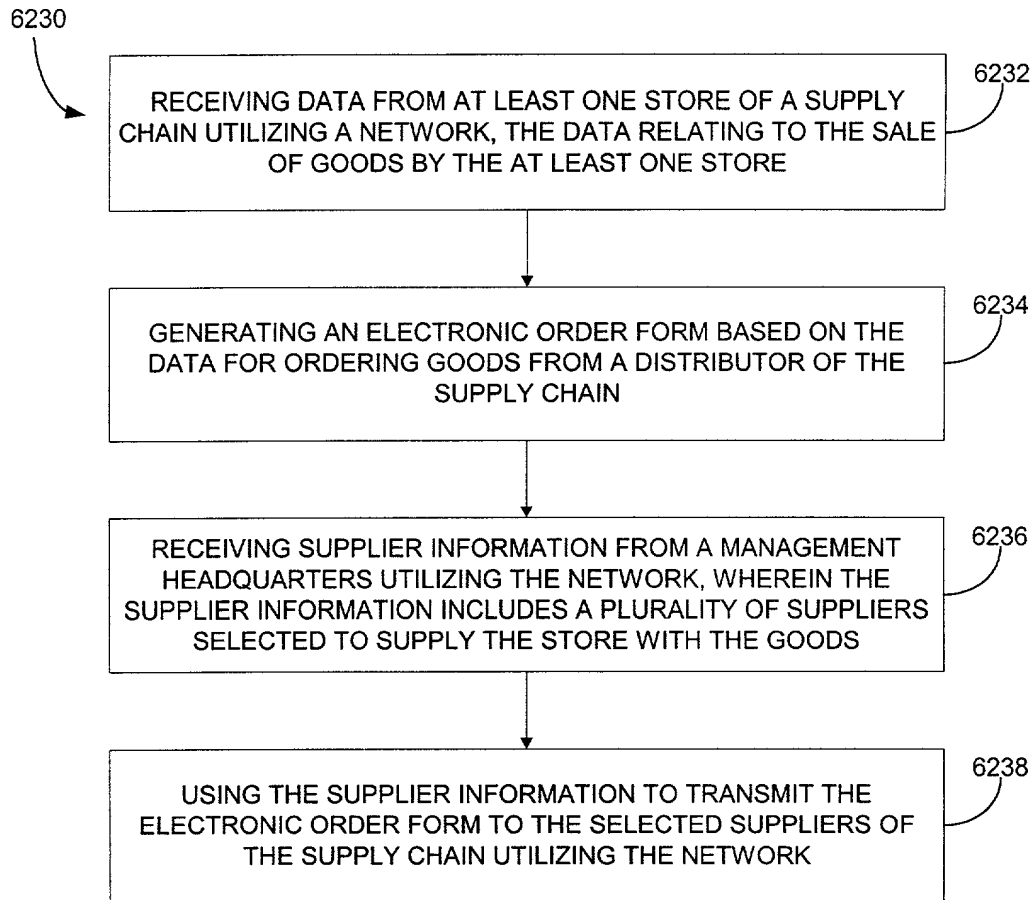 6230
6232
RECEIVING DATA FROM AT LEAST ONE STORE OF A SUPPLY
CHAIN UTILIZING A NETWORK, THE DATA RELATING TO THE SALE
OF GOODS BY THE AT LEAST ONE STORE
6234
GENERATING AN ELECTRONIC ORDER FORM BASED ON THE
DATA FOR ORDERING GOODS FROM A DISTRIBUTOR OF THE
SUPPLY CHAIN
6236
RECEIVING SUPPLIER INFORMATION FROM A MANAGEMENT
HEADQUARTERS UTILIZING THE NETWORK, WHEREIN THE
SUPPLIER INFORMATION INCLUDES A PLURALITY OF SUPPLIERS
SELECTED TO SUPPLY THE STORE WITH THE GOODS
6238
USING THE SUPPLIER INFORMATION TO TRANSMIT THE
ELECTRONIC ORDER FORM TO THE SELECTED SUPPLIERS OF
THE SUPPLY CHAIN UTILIZING THE NETWORK